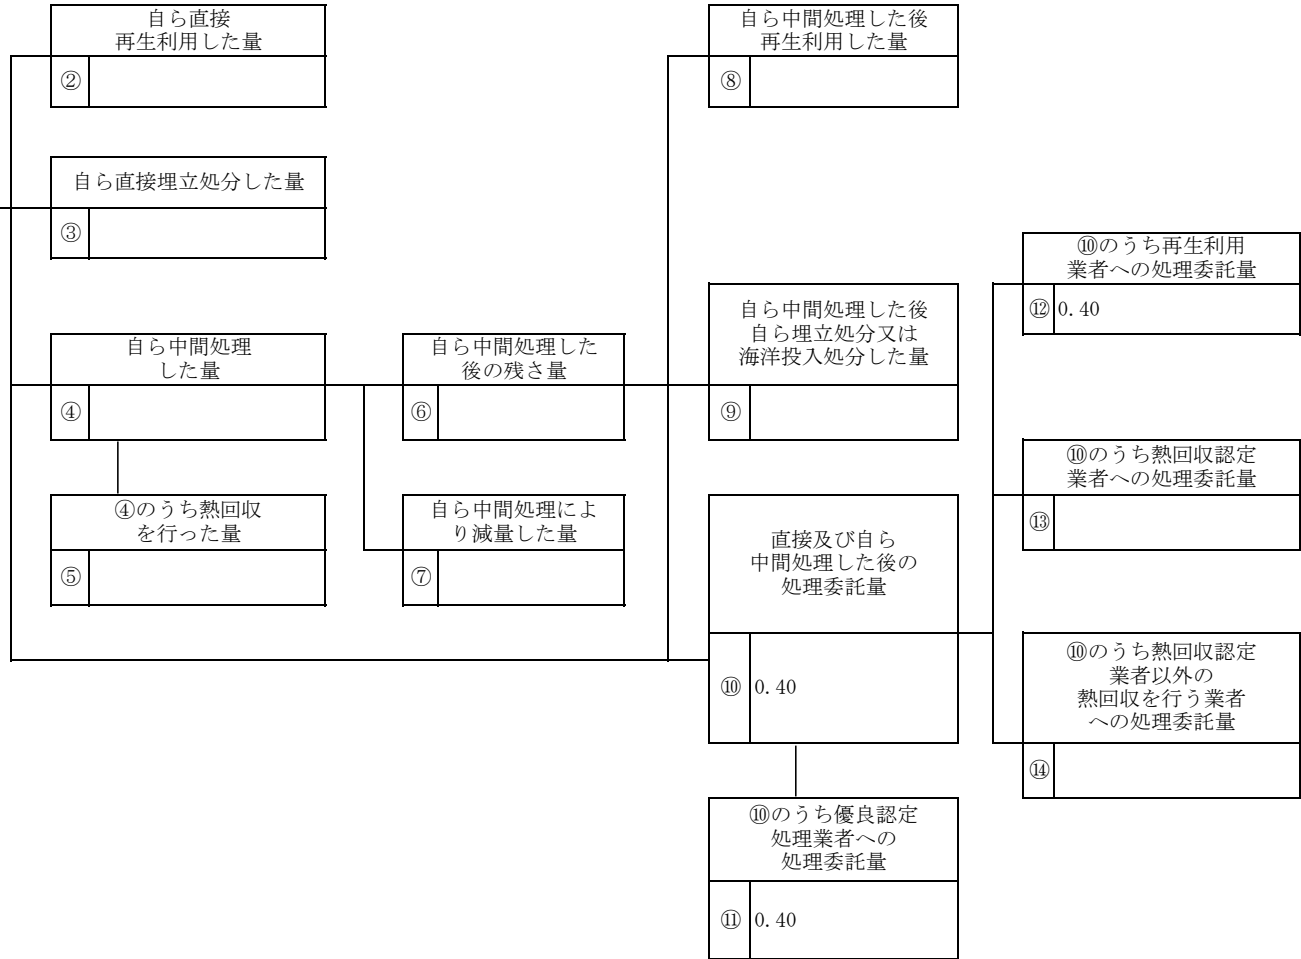 自ら直接
再生利用した量
②
自ら直接埋立処分した量
③
自ら中間処理
した量
④
④のうち熱回収
を行った量
⑤
自ら中間処理した
後の残さ量
⑥
自ら中間処理によ
り減量した量
⑦
自ら中間処理した後
再生利用した量
⑧
自ら中間処理した後
自ら埋立処分又は
海洋投入処分した量
⑨
直接及び自ら
中間処理した後の
処理委託量
⑩ 0.40
⑩のうち優良認定
処理業者への
処理委託量
⑪ 0.40
⑩のうち再生利用
業者への処理委託量
⑫ 0.40
⑩のうち熱回収認定
業者への処理委託量
⑬
⑩のうち熱回収認定
業者以外の
熱回収を行う業者
への処理委託量
⑭